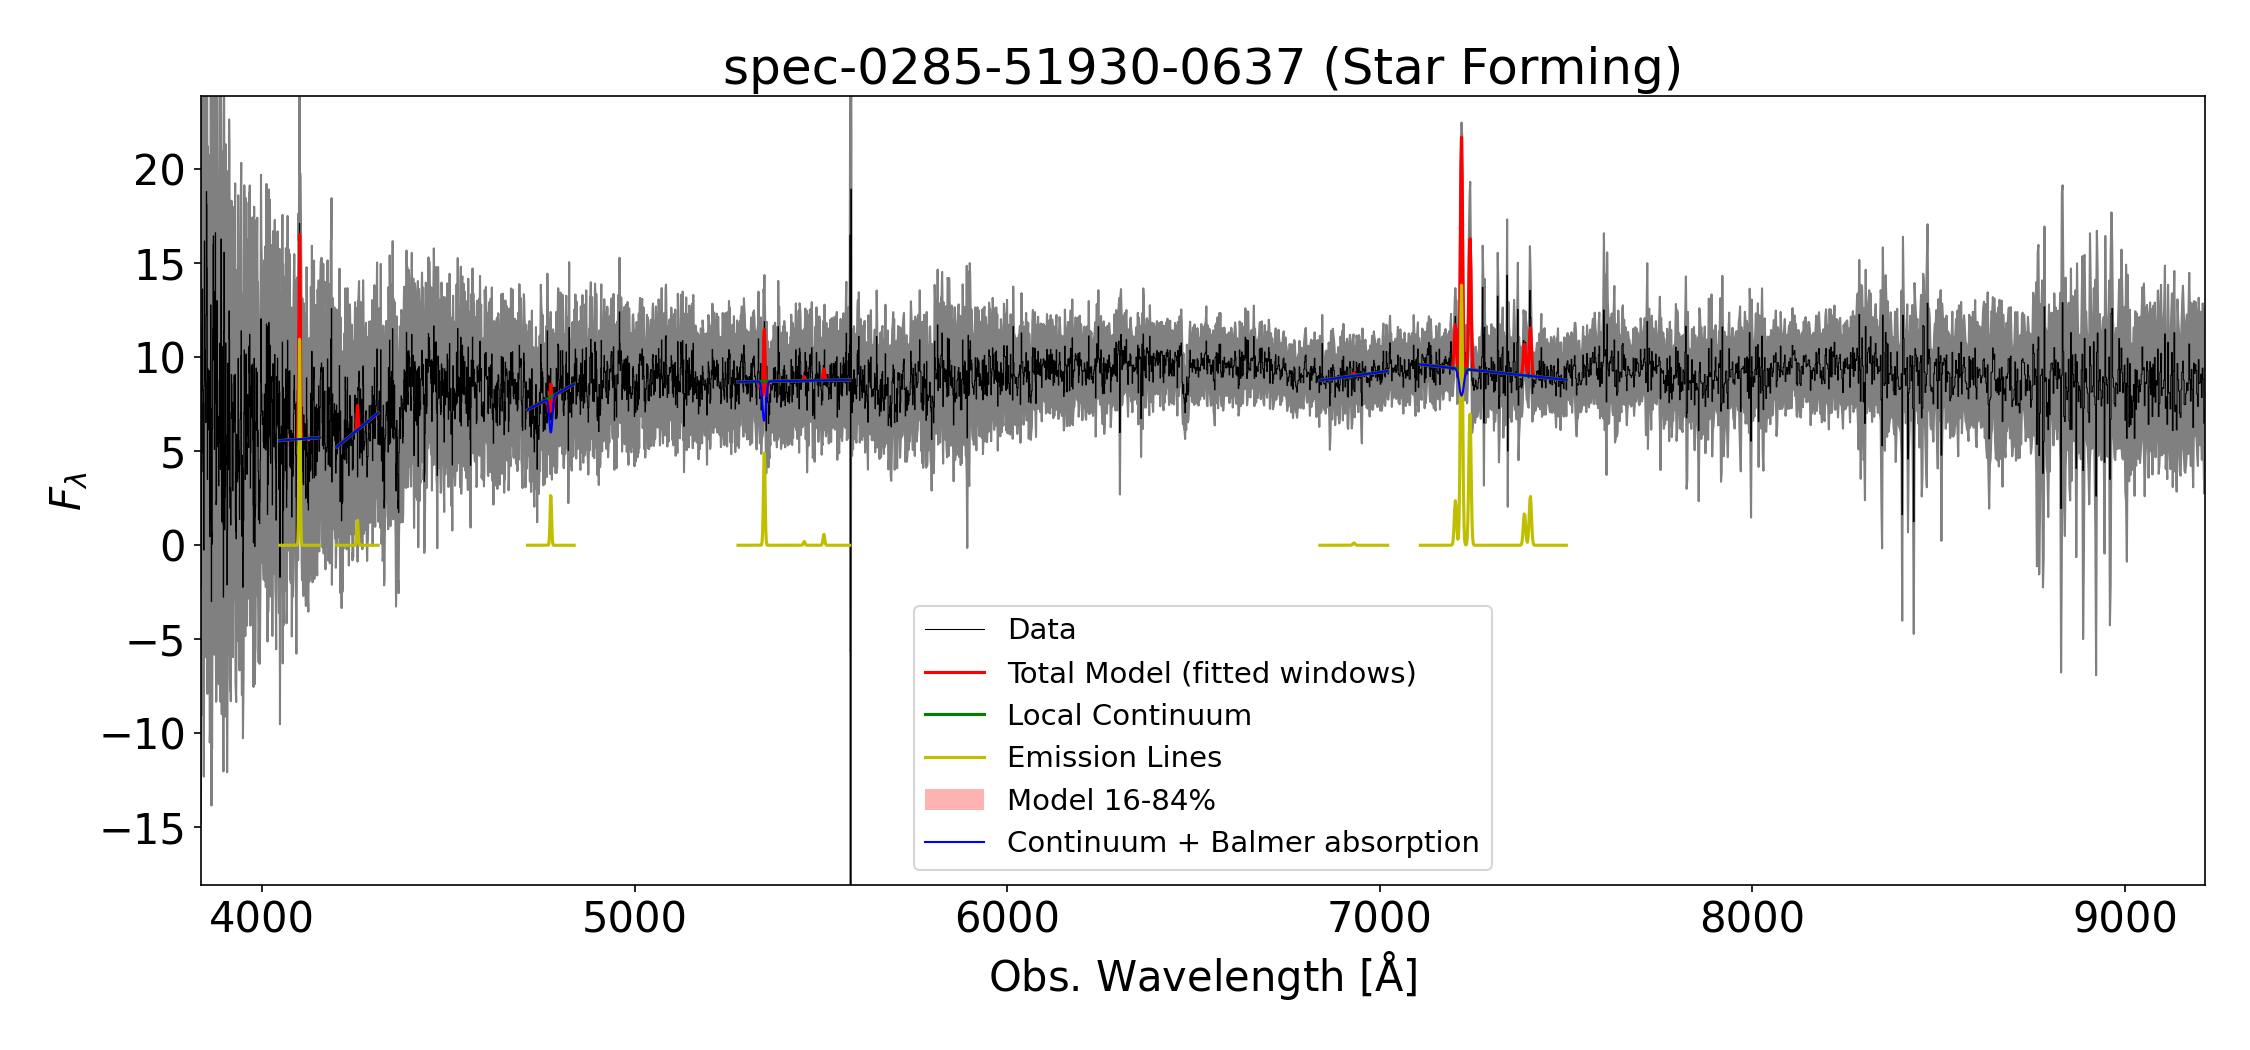 spec-0285-51930-0637 (Star Forming)
20
15
10
5
0
−5
−10
−15
Fλ
4000 5000 6000 7000 8000 9000
Obs. Wavelength [Å]
Data
Total Model (fitted windows)
Local Continuum
Emission Lines
Model 16-84%
Continuum + Balmer absorption